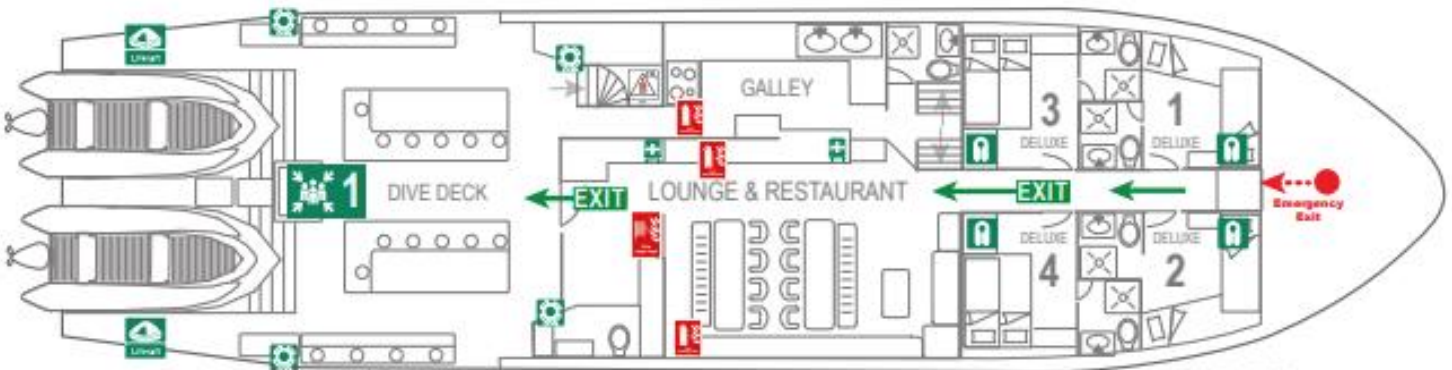 Liferaft
GALLEY
3
DELUXE
1
DELUXE
1
DIVE DECK
EXIT
LOUNGE & RESTAURANT
EXIT
Emergency
Exit
DELUXE
4
DELUXE
2
Liferaft